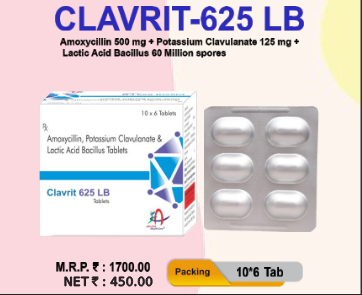 CLAVRIT-625 LB
Amoxycillin 500 mg + Potassium Clavulanate 125 mg +
Lactic Acid Bacillus 60 Million spores
10 x 6 Tablets
Rx
Amoxycillin, Potassium Clavulanate &
Lactic Acid Bacillus Tablets
Clavrit 625 LB
Tablets
M.R.P. ₹ : 1700.00
NET ₹ : 450.00
Packing
10*6 Tab